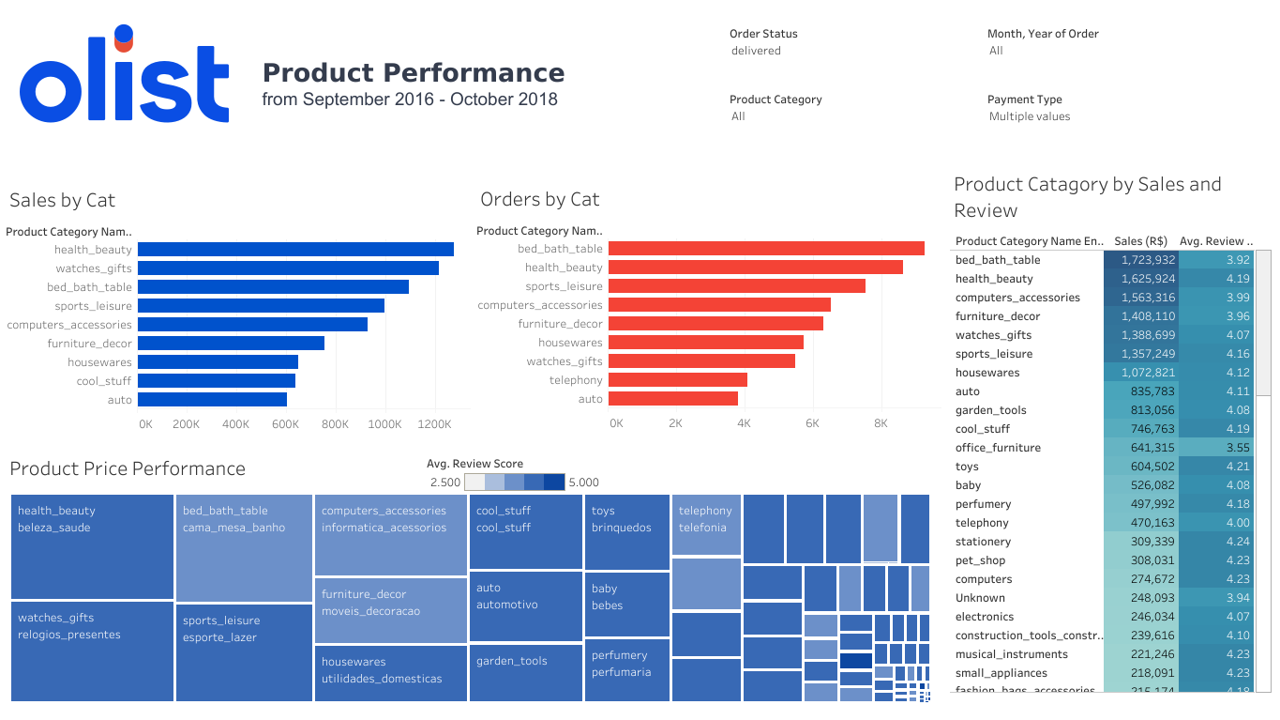 olist
Product Performance
from September 2016 - October 2018
Order Status
delivered
Month, Year of Order
All
Product Category
All
Payment Type
Multiple values
Sales by Cat
Product Category Nam..
health_beauty
watches_gifts
bed_bath_table
sports_leisure
computers_accessories
furniture_decor
housewares
cool_stuff
auto
0K 200K 400K 600K 800K 1000K 1200K
Orders by Cat
Product Category Nam..
bed_bath_table
health_beauty
sports_leisure
computers_accessories
furniture_decor
housewares
watches_gifts
telephony
auto
0K 2K 4K 6K 8K
Product Catagory by Sales and
Review
Product Category Name En.. Sales (R$) Avg. Review ..
bed_bath_table 1,723,932 3.92
health_beauty 1,625,924 4.19
computers_accessories 1,563,316 3.99
furniture_decor 1,408,110 3.96
watches_gifts 1,388,699 4.07
sports_leisure 1,357,249 4.16
housewares 1,072,821 4.12
auto 835,783 4.11
garden_tools 813,056 4.08
cool_stuff 746,763 4.19
office_furniture 641,315 3.55
toys 604,502 4.21
baby 526,082 4.08
perfumery 497,992 4.18
telephony 470,163 4.00
stationery 309,339 4.24
pet_shop 308,031 4.23
computers 274,672 4.23
Unknown 248,093 3.94
electronics 246,034 4.07
construction_tools_constr.. 239,616 4.10
musical_instruments 221,246 4.23
small_appliances 218,091 4.23
fashion_bags_accessories 215,174 4.18
Product Price Performance
Avg. Review Score
2.500 5.000
health_beauty
beleza_saude
watches_gifts
relogios_presentes
bed_bath_table
cama_mesa_banho
sports_leisure
esporte_lazer
computers_accessories
informatica_acessorios
furniture_decor
moveis_decoracao
housewares
utilidades_domesticas
cool_stuff
cool_stuff
auto
automotivo
garden_tools
toys
brinquedos
baby
bebes
perfumery
perfumaria
telephony
telefonia